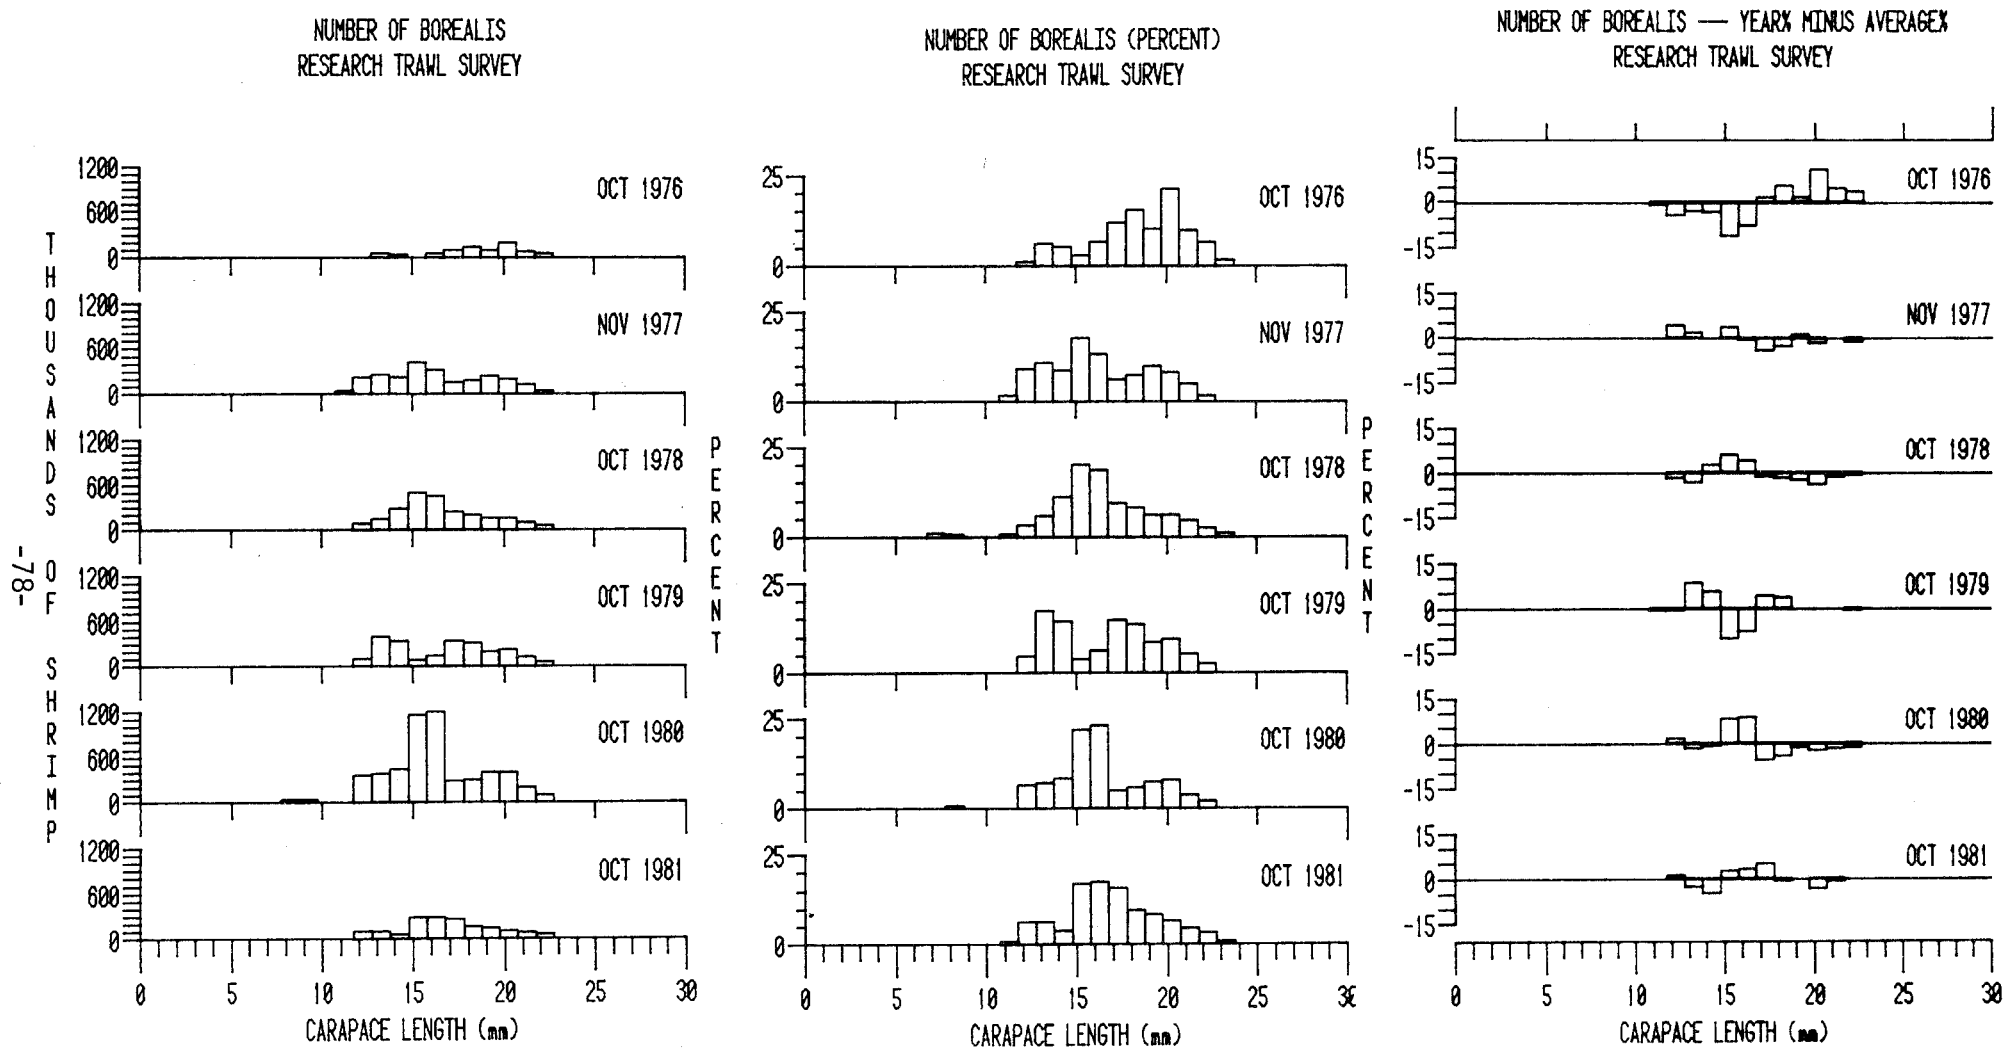 NUMBER OF BOREALIS
RESEARCH TRAWL SURVEY
THOUSANDS OF SHRIMP
1200
600
0
OCT 1976
1200
600
0
NOV 1977
1200
600
0
OCT 1978
1200
600
0
OCT 1979
1200
600
0
OCT 1980
1200
600
0
OCT 1981
0 5 10 15 20 25 30
CARAPACE LENGTH (mm)
NUMBER OF BOREALIS (PERCENT)
RESEARCH TRAWL SURVEY
PERCENT
25
0
OCT 1976
25
0
NOV 1977
25
0
OCT 1978
25
0
OCT 1979
25
0
OCT 1980
25
0
OCT 1981
0 5 10 15 20 25 3
CARAPACE LENGTH (mm)
NUMBER OF BOREALIS — YEAR% MINUS AVERAGE%
RESEARCH TRAWL SURVEY
PERCENT
15
0
-15
OCT 1976
15
0
-15
NOV 1977
15
0
-15
OCT 1978
15
0
-15
OCT 1979
15
0
-15
OCT 1980
15
0
-15
OCT 1981
0 5 10 15 20 25 30
CARAPACE LENGTH (mm)
-78-